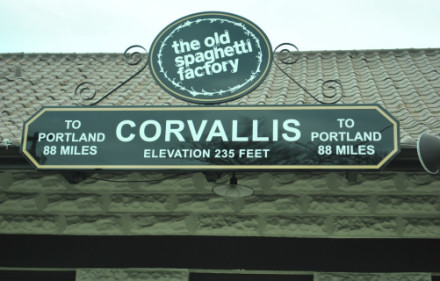 the old
spaghetti
factory
TO
PORTLAND
88 MILES
CORVALLIS
ELEVATION 235 FEET
TO
PORTLAND
88 MILES